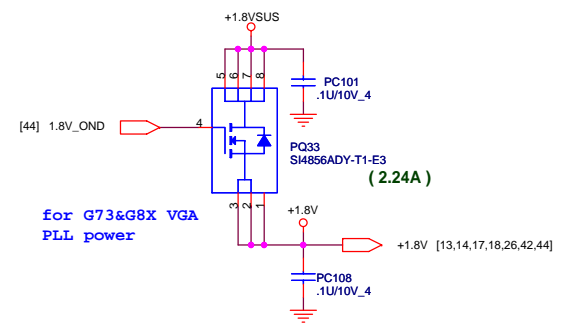 +1.8VSUS
5 6 7 8
PC101
.1U/10V_4
[44] 1.8V_OND
4
PQ33
SI4856ADY-T1-E3
( 2.24A )
3 2 1
for G73&G8X VGA
PLL power
+1.8V
+1.8V [13,14,17,18,26,42,44]
PC108
.1U/10V_4